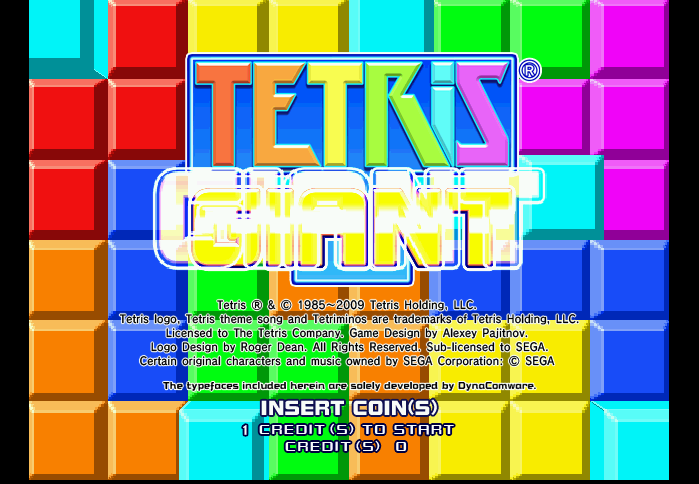 TETRIS®
GIANT
Tetris ® & © 1985~2009 Tetris Holding, LLC.
Tetris logo, Tetris theme song and Tetriminos are trademarks of Tetris Holding, LLC.
Licensed to The Tetris Company. Game Design by Alexey Pajitnov.
Logo Design by Roger Dean. All Rights Reserved. Sub-licensed to SEGA.
Certain original characters and music owned by SEGA Corporation: © SEGA
The typefaces included herein are solely developed by DynaComware.
INSERT COIN(S)
1 CREDIT(S) TO START
CREDIT(S) 0